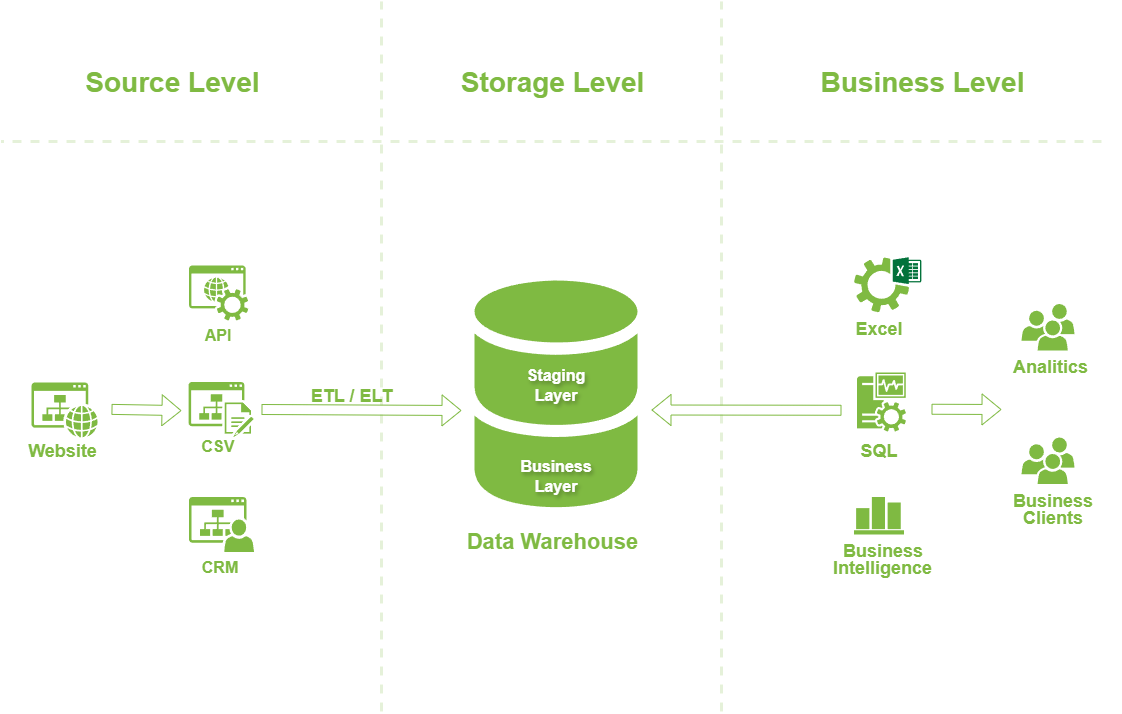 Source Level
Storage Level
Business Level
API
Website
CSV
CRM
ETL / ELT
Staging
Layer
Business
Layer
Data Warehouse
X
Excel
SQL
Business
Intelligence
Analitics
Business
Clients